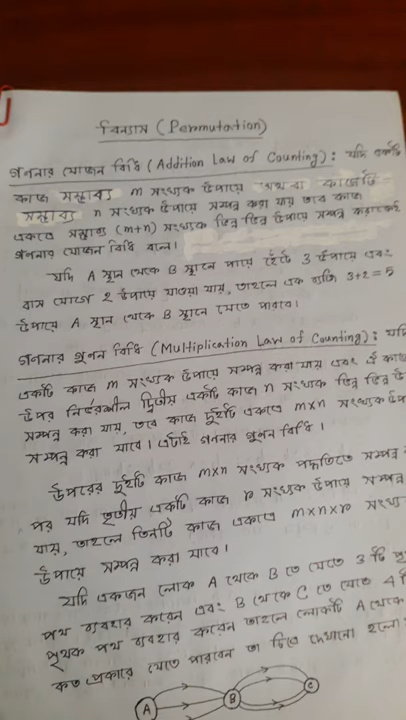 বিন্যাস (Permutation)
গণনার যোজন বিধি (Addition Law of Counting): যদি একটি
কাজ সম্ভাব্য m সংখ্যক উপায়ে অথবা কাজটি
সম্ভাব্য n সংখ্যক উপায়ে সম্পন্ন করা যায় তবে কাজ
একত্রে সম্ভাব্য (m+n) সংখ্যক ভিন্ন ভিন্ন উপায়ে সম্পন্ন করাকেই
গণনার যোজন বিধি বলে।
যদি A স্থান থেকে B স্থানে পায়ে হেঁটে 3 উপায়ে এবং
বাস যোগে 2 উপায়ে যাওয়া যায়, তাহলে এক ব্যক্তি 3+2=5
উপায়ে A স্থান থেকে B স্থানে যেতে পারবে।
গণনার গুণন বিধি (Multiplication Law of Counting): যদি
একটি কাজ m সংখ্যক উপায়ে সম্পন্ন করা যায় এবং ঐ কাজে
উপর নির্ভরশীল দ্বিতীয় একটি কাজ n সংখ্যক ভিন্ন ভিন্ন উ
সম্পন্ন করা যায়, তবে কাজ দুইটি একত্রে m×n সংখ্যক উপ
সম্পন্ন করা যাবে। এটাই গণনার গুণন বিধি।
উপরের দুইটি কাজ m×n সংখ্যক পদ্ধতিতে সম্পন্ন
পর যদি তৃতীয় একটি কাজ p সংখ্যক উপায়ে সম্পন্ন
যায়, তাহলে তিনটি কাজ একত্রে m×n×p সংখ্য
উপায়ে সম্পন্ন করা যাবে।
যদি একজন লোক A থেকে B তে যেতে 3 টি পৃ
পথ ব্যবহার করেন এবং B থেকে C তে যেতে 4 টি
পৃথক পথ ব্যবহার করেন তাহলে লোকটি A থেকে
কত প্রকারে যেতে পারবেন তা চিত্রে দেখানো হলো
A B C